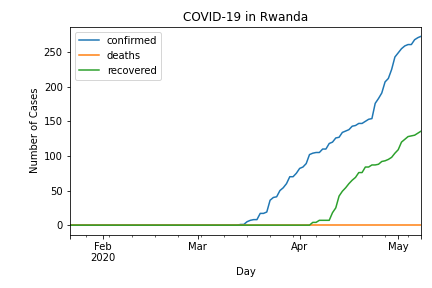 COVID-19 in Rwanda
confirmed
deaths
recovered
Number of Cases
250
200
150
100
50
0
Feb
2020
Mar
Apr
May
Day